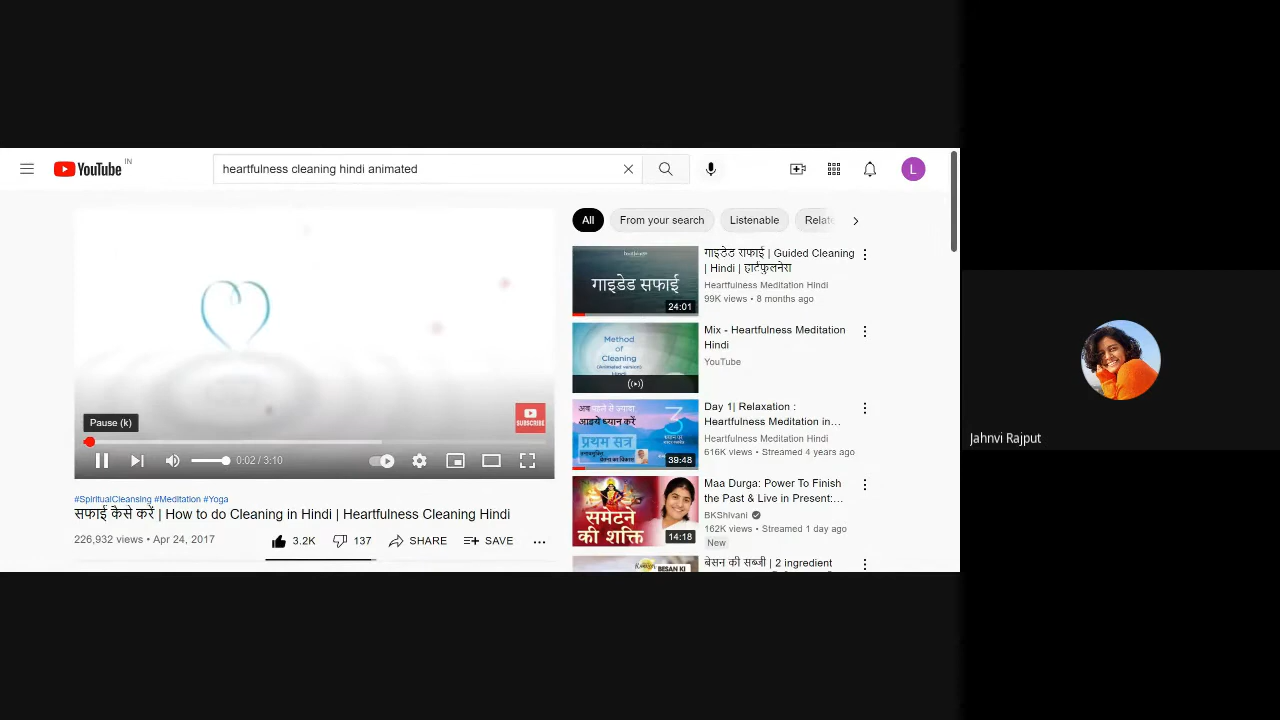 YouTube IN
heartfulness cleaning hindi animated
L
Pause (k)
SUBSCRIBE
0:02 / 3:10
#SpiritualCleansing #Meditation #Yoga
सफाई कैसे करें | How to do Cleaning in Hindi | Heartfulness Cleaning Hindi
226,932 views • Apr 24, 2017
3.2K
137
SHARE
SAVE
All
From your search
Listenable
Relate
गाइडेड सफाई
24:01
गाइडेड सफाई | Guided Cleaning
| Hindi | हार्टफुलनेस
Heartfulness Meditation Hindi
99K views • 8 months ago
Method
of
Cleaning
(Animated version)
Hindi
Mix - Heartfulness Meditation
Hindi
YouTube
आइये ध्यान करें
प्रथम सत्र
3
39:48
Day 1| Relaxation :
Heartfulness Meditation in...
Heartfulness Meditation Hindi
616K views • Streamed 4 years ago
समेटने
की शक्ति
14:18
Maa Durga: Power To Finish
the Past & Live in Present:...
BKShivani
162K views • Streamed 1 day ago
New
BESAN KI
बेसन की सब्जी | 2 ingredient
Jahnvi Rajput